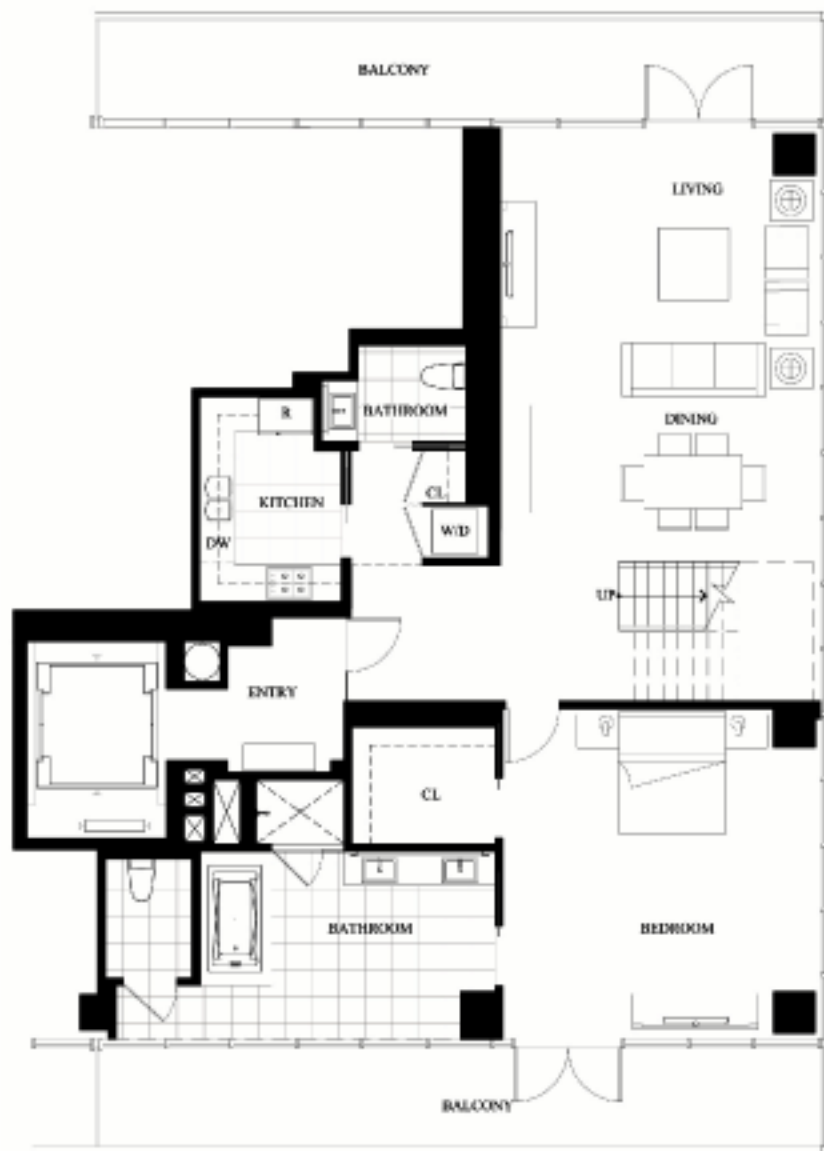 BALCONY
LIVING
R
BATHROOM
DINING
CL
KITCHEN
W/D
DW
UP
ENTRY
CL
BATHROOM
BEDROOM
BALCONY